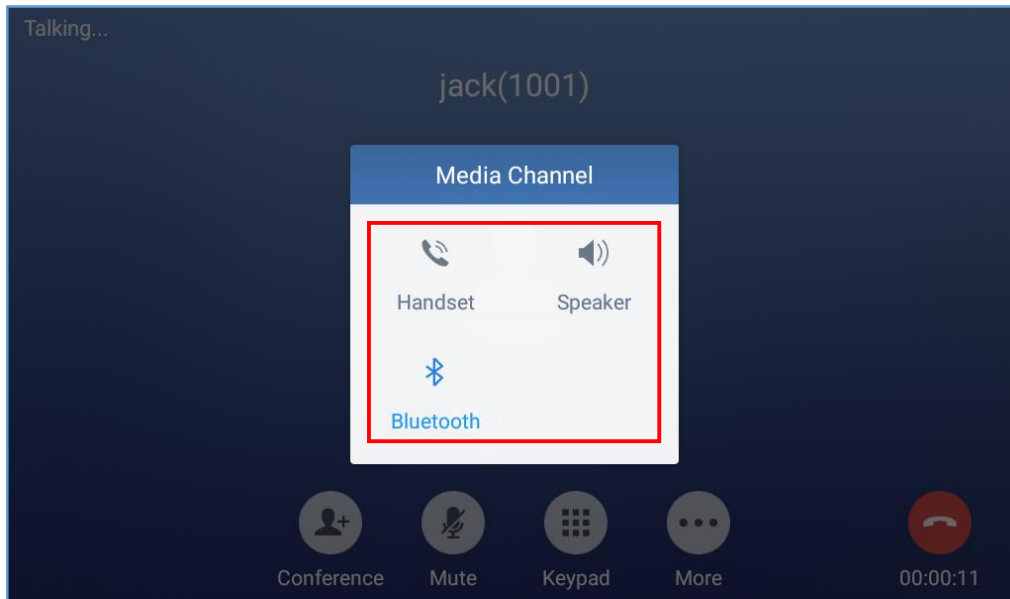 Talking...
jack(1001)
Media Channel
Handset Speaker
Bluetooth
Conference Mute Keypad More 00:00:11